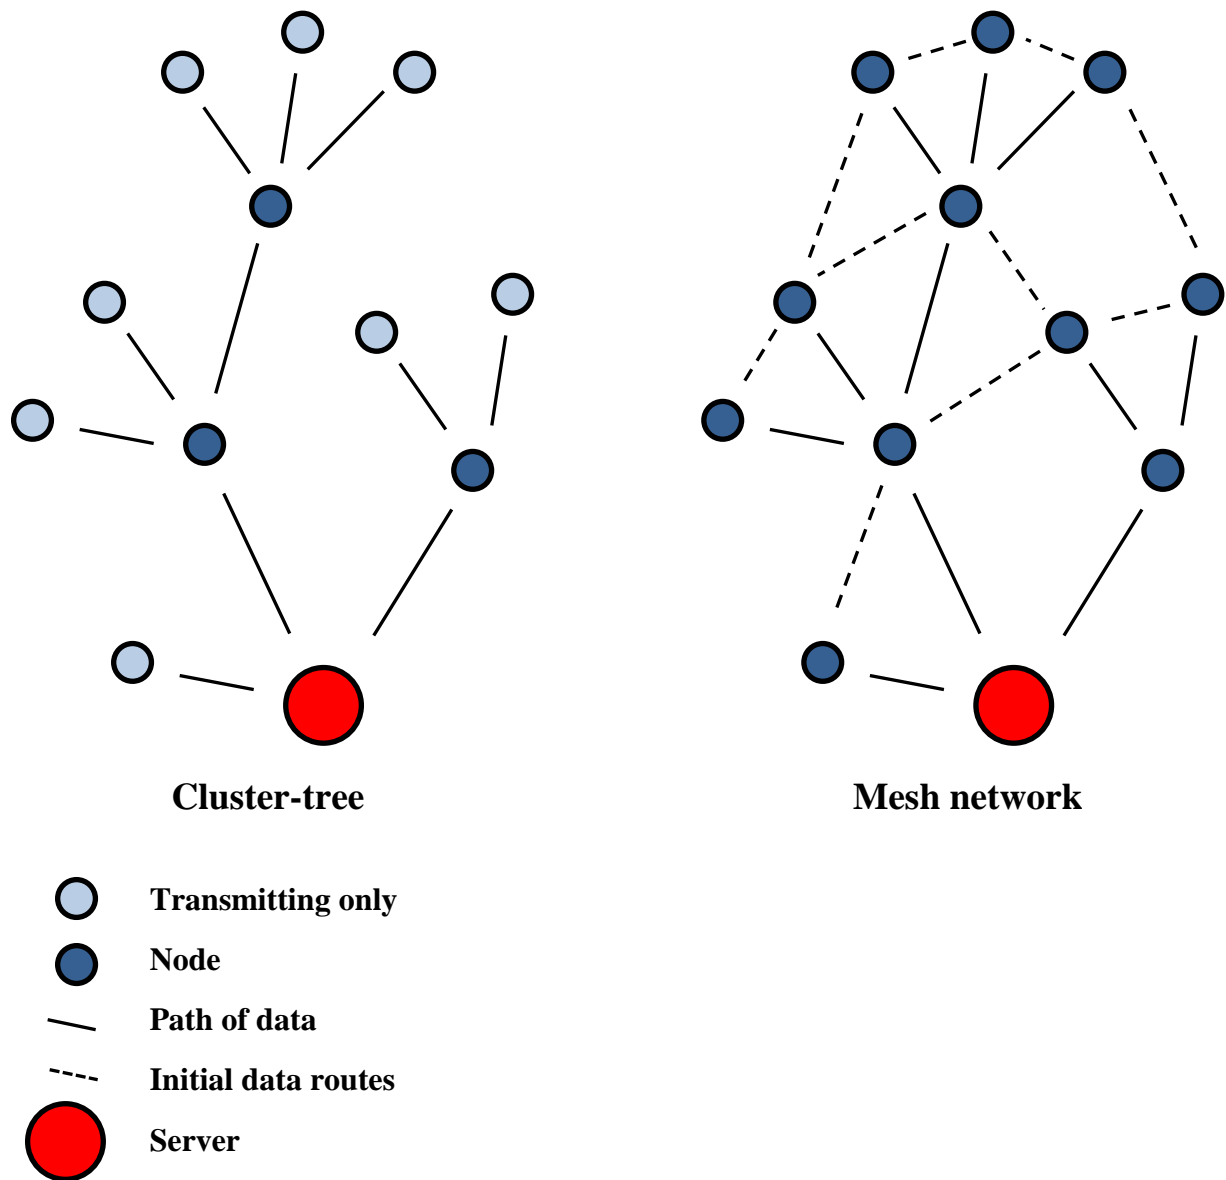 Cluster-tree
Mesh network
Transmitting only
Node
Path of data
Initial data routes
Server